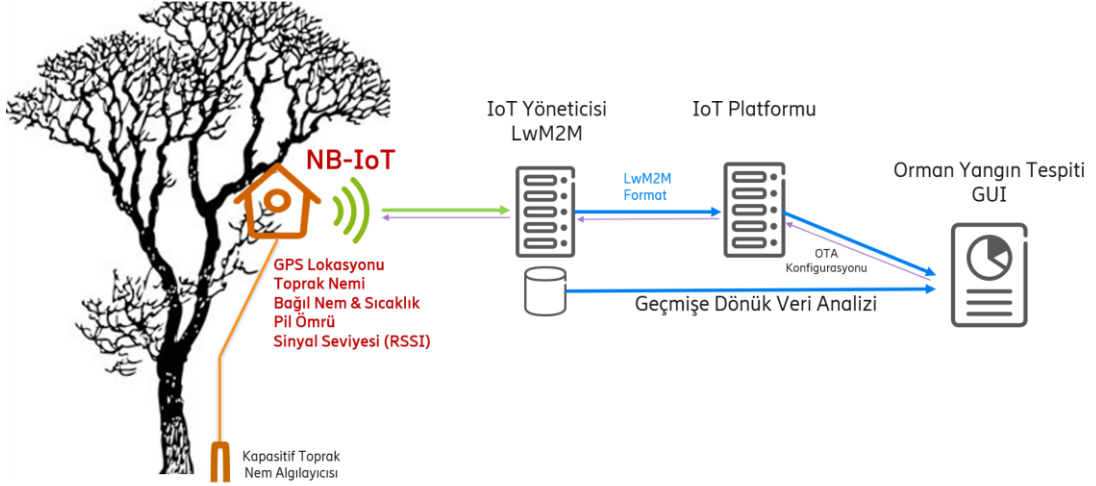 IoT Yöneticisi
LwM2M
IoT Platformu
Orman Yangın Tespiti
GUI
NB-IoT
LwM2M
Format
GPS Lokasyonu
Toprak Nemi
Bağıl Nem & Sıcaklık
Pil Ömrü
Sinyal Seviyesi (RSSI)
OTA
Konfigurasyonu
Geçmişe Dönük Veri Analizi
Kapasitif Toprak
Nem Algılayıcısı